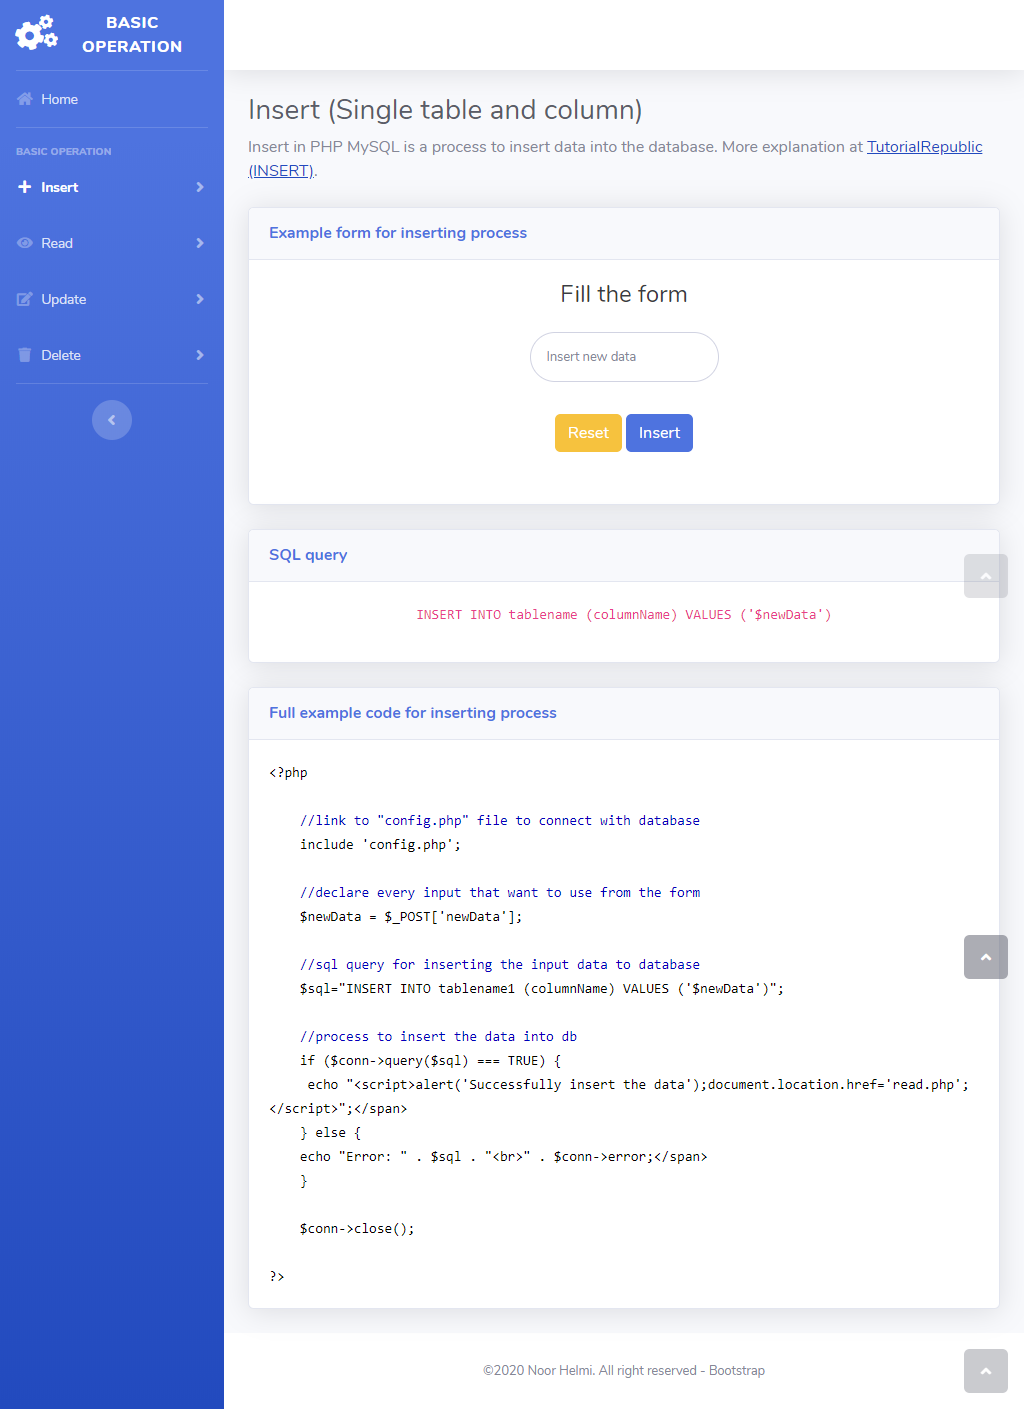 BASIC
OPERATION
Home
BASIC OPERATION
Insert
Read
Update
Delete
Insert (Single table and column)
Insert in PHP MySQL is a process to insert data into the database. More explanation at TutorialRepublic
(INSERT).
Example form for inserting process
Fill the form
Insert new data
Reset Insert
SQL query
INSERT INTO tablename (columnName) VALUES ('$newData')
Full example code for inserting process
<?php
//link to "config.php" file to connect with database
include 'config.php';
//declare every input that want to use from the form
$newData = $_POST['newData'];
//sql query for inserting the input data to database
$sql="INSERT INTO tablename1 (columnName) VALUES ('$newData')";
//process to insert the data into db
if ($conn->query($sql) === TRUE) {
echo "<script>alert('Successfully insert the data');document.location.href='read.php';
</script>";</span>
} else {
echo "Error: " . $sql . "<br>" . $conn->error;</span>
}
$conn->close();
?>
©2020 Noor Helmi. All right reserved - Bootstrap